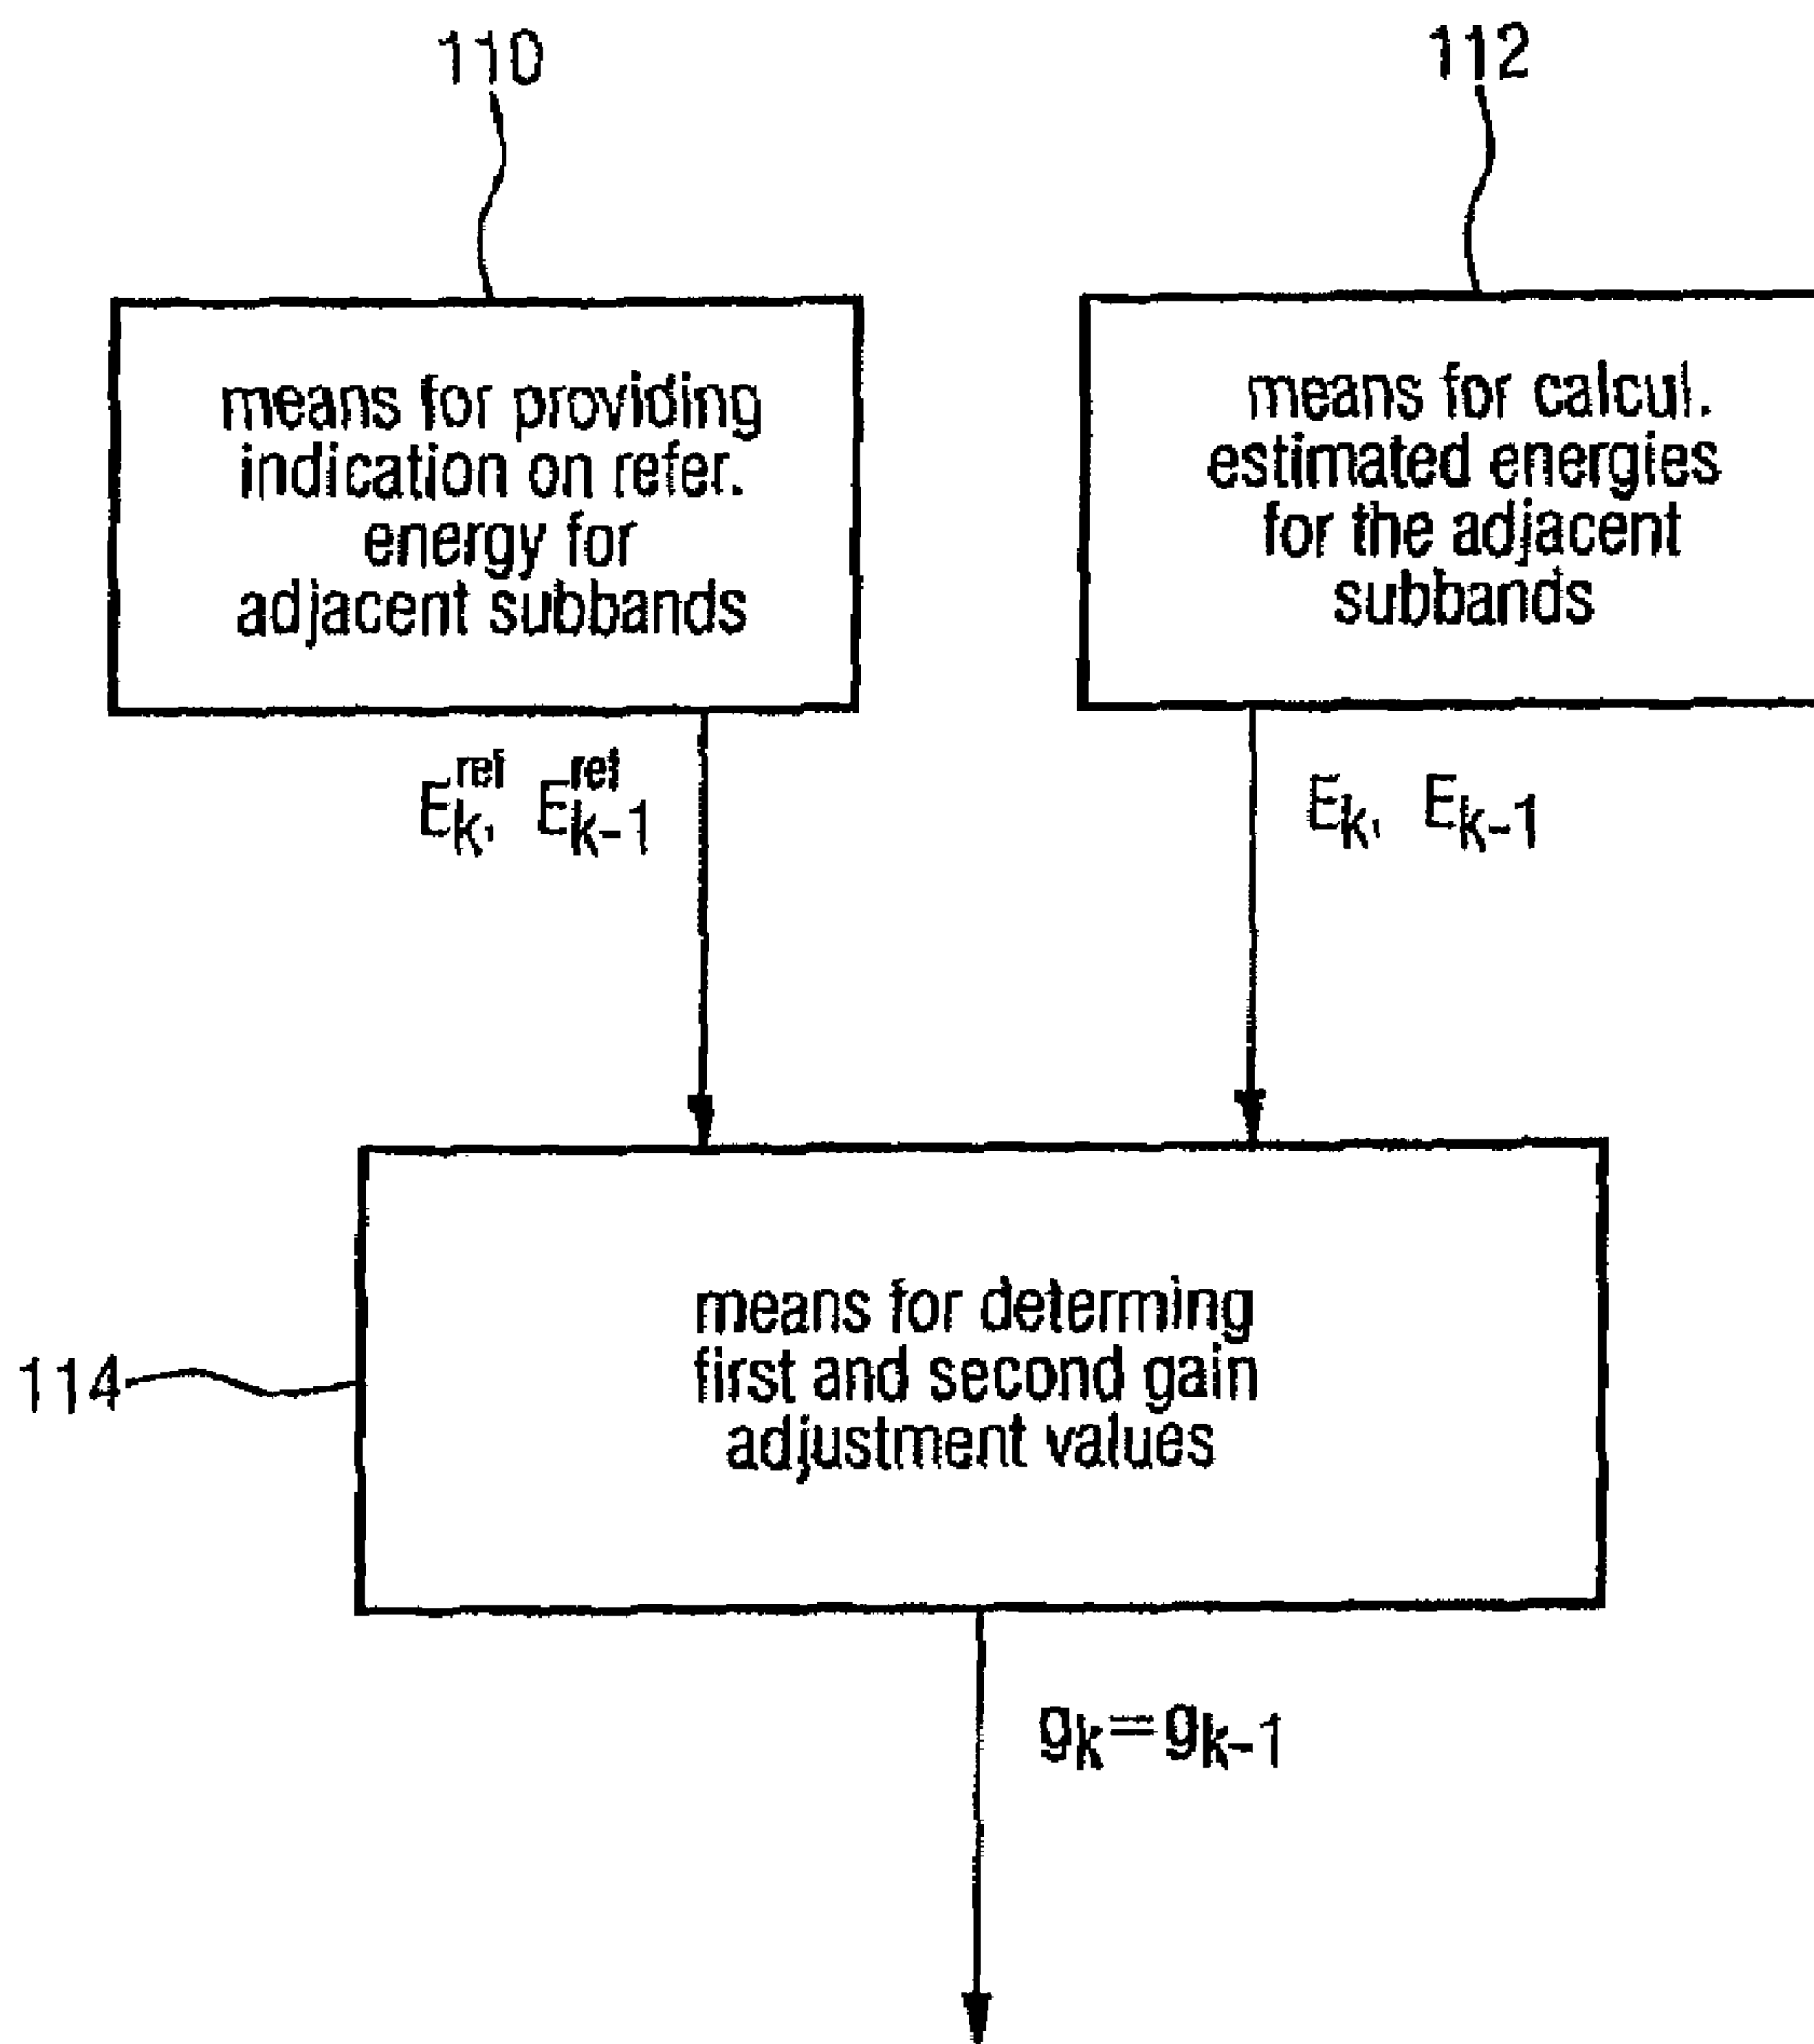 110
112
means for providing
indication on refer.
energy for
adjacent subbands
means for calcul.
estimated energies
for the adjacent
subbands
E_k^ref, E_k-1^ref
E_k, E_k-1
114
means for determing
first and second gain
adjustment values
g_k=g_k-1